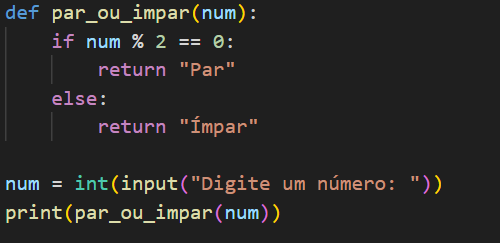 def par_ou_impar(num):
    if num % 2 == 0:
        return "Par"
    else:
        return "Ímpar"

num = int(input("Digite um número: "))
print(par_ou_impar(num))